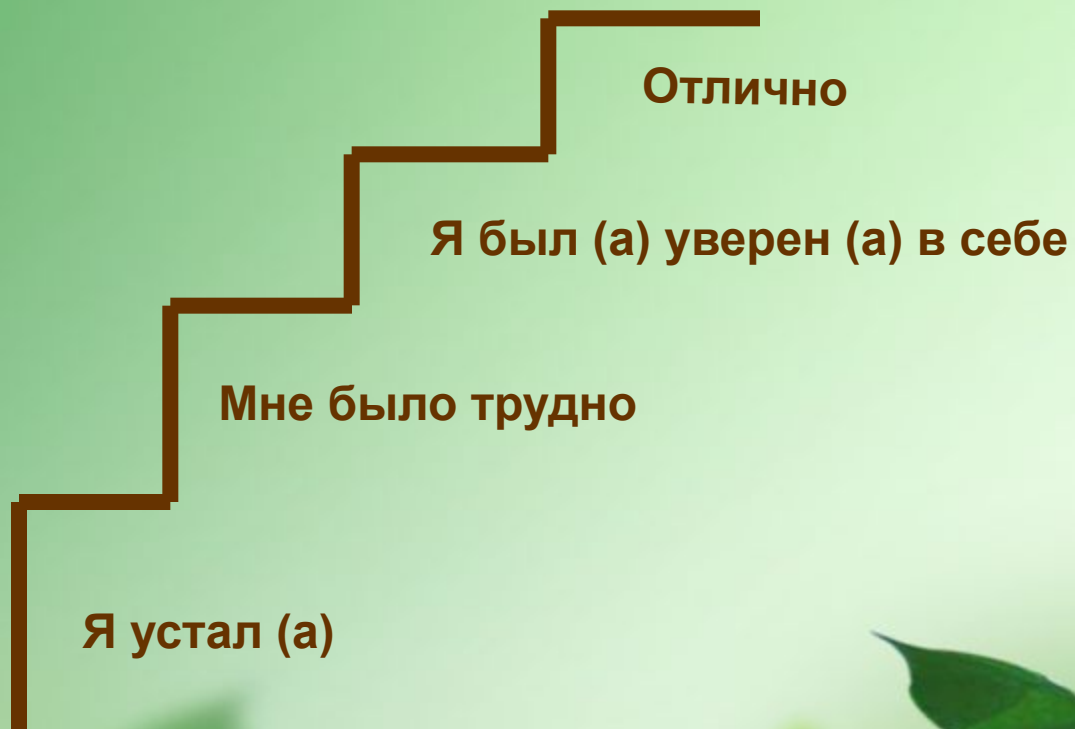 Отлично
Я был (а) уверен (а) в себе
Мне было трудно
Я устал (а)